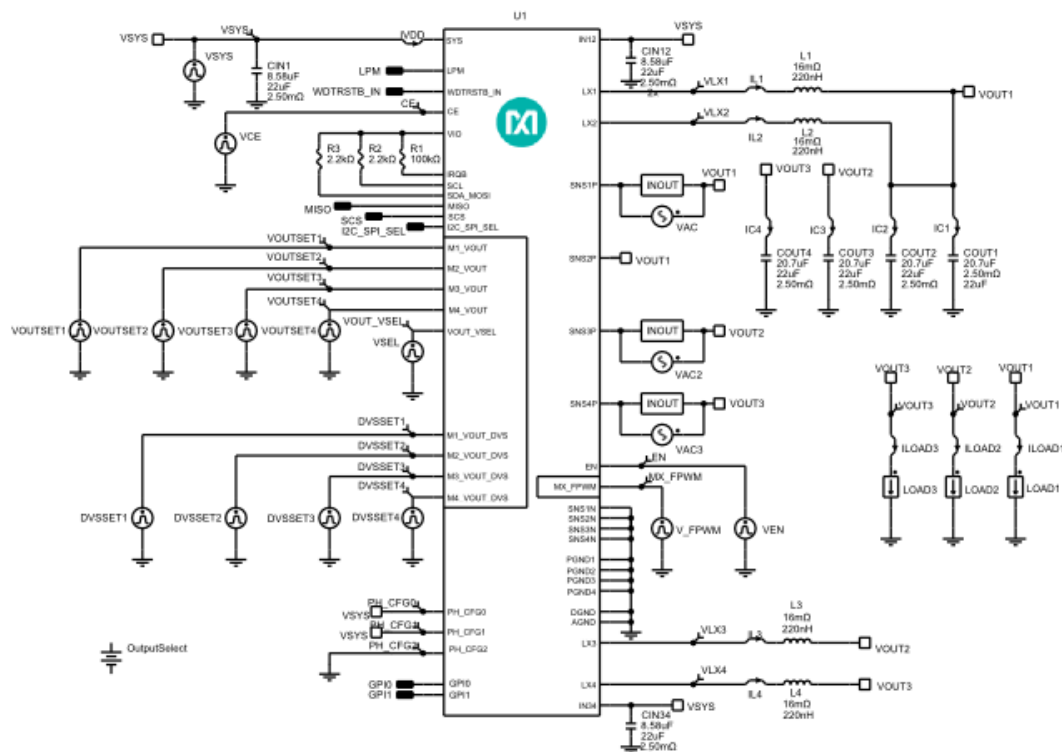 U1
VSYS
VSYS
IVDD
SYS
VSYS
CIN1
8.58uF
22uF
2.50mΩ
LPM
LPM
WDTRSTB_IN
WDTRSTB_IN
CE
CE
VCE
VIO
R3
2.2kΩ
R2
2.2kΩ
R1
100kΩ
IRQB
SCL
SDA_MOSI
MISO
MISO
SCS
SCS
I2C_SPI_SEL
I2C_SPI_SEL
VOUTSET1
M1_VOUT
VOUTSET2
M2_VOUT
VOUTSET3
M3_VOUT
VOUTSET4
M4_VOUT
VOUT_VSEL
VOUT_VSEL
VOUTSET1
VOUTSET2
VOUTSET3
VOUTSET4
VSEL
DVSSET1
M1_VOUT_DVS
DVSSET2
M2_VOUT_DVS
DVSSET3
M3_VOUT_DVS
DVSSET4
M4_VOUT_DVS
DVSSET1
DVSSET2
DVSSET3
DVSSET4
PH_CFG0
VSYS
PH_CFG0
PH_CFG1
VSYS
PH_CFG1
PH_CFG2
PH_CFG2
OutputSelect
GPI0
GPI0
GPI1
GPI1
IN12
VSYS
CIN12
8.58uF
22uF
2.50mΩ
2x
LX1
VLX1
IL1
L1
16mΩ
220nH
VOUT1
LX2
VLX2
IL2
L2
16mΩ
220nH
SNS1P
INOUT
VOUT1
VAC
SNS2P
VOUT1
VOUT3
IC4
COUT4
20.7uF
22uF
2.50mΩ
VOUT2
IC3
COUT3
20.7uF
22uF
2.50mΩ
IC2
COUT2
20.7uF
22uF
2.50mΩ
IC1
COUT1
20.7uF
2.50mΩ
22uF
SNS3P
INOUT
VOUT2
VAC2
SNS4P
INOUT
VOUT3
VAC3
EN
EN
MX_FPWM
MX_FPWM
V_FPWM
VEN
VOUT3
VOUT2
VOUT1
VOUT3
VOUT2
VOUT1
ILOAD3
ILOAD2
ILOAD1
LOAD3
LOAD2
LOAD1
SNS1N
SNS2N
SNS3N
SNS4N
PGND1
PGND2
PGND3
PGND4
DGND
AGND
LX3
VLX3
IL3
L3
16mΩ
220nH
VOUT2
LX4
VLX4
IL4
L4
16mΩ
220nH
VOUT3
IN34
VSYS
CIN34
8.58uF
22uF
2.50mΩ